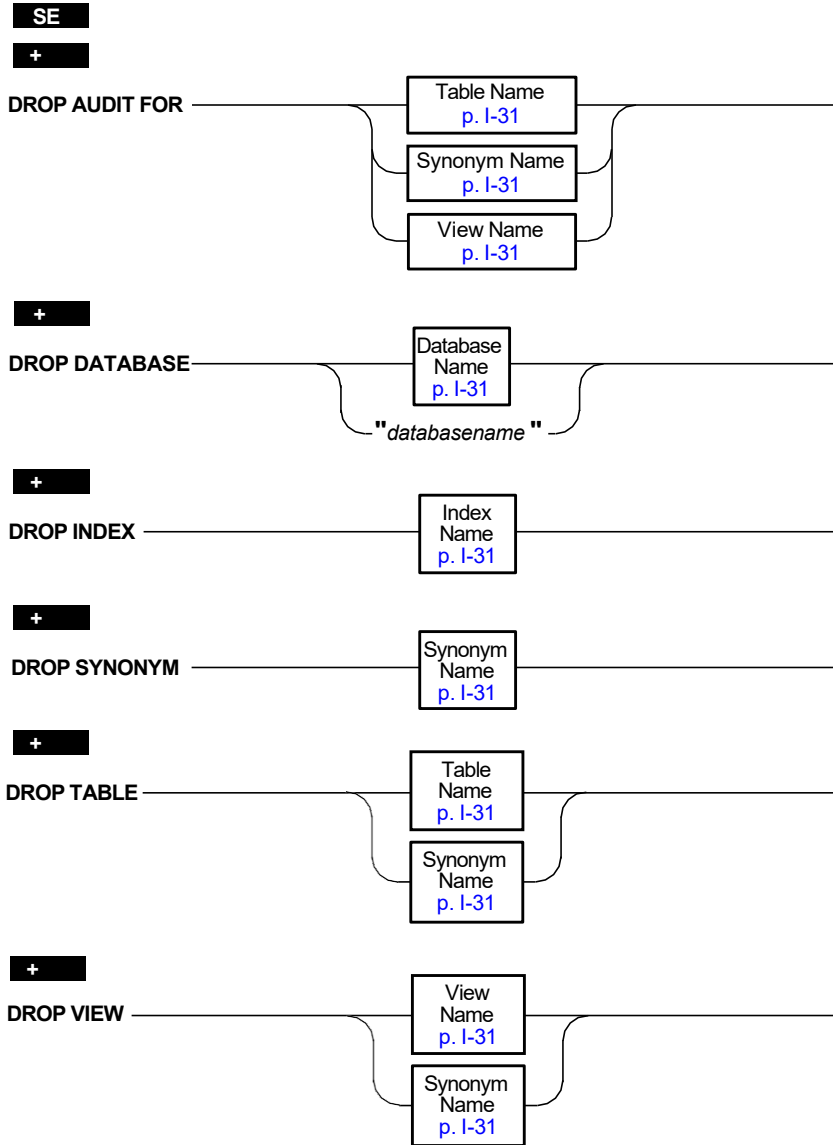 SE
+
DROP AUDIT FOR
Table Name
p. I-31
Synonym Name
p. I-31
View Name
p. I-31
+
DROP DATABASE
Database
Name
p. I-31
"databasename"
+
DROP INDEX
Index
Name
p. I-31
+
DROP SYNONYM
Synonym
Name
p. I-31
+
DROP TABLE
Table
Name
p. I-31
Synonym
Name
p. I-31
+
DROP VIEW
View
Name
p. I-31
Synonym
Name
p. I-31